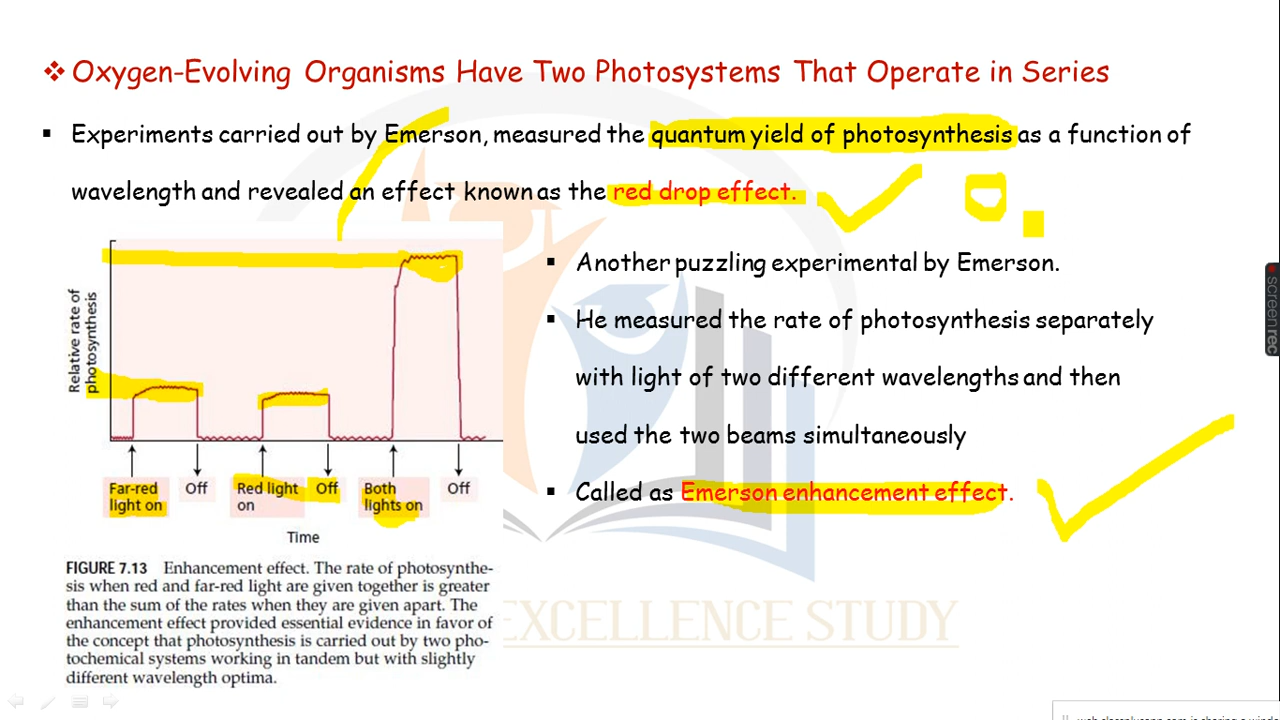 ❖ Oxygen-Evolving Organisms Have Two Photosystems That Operate in Series
▪ Experiments carried out by Emerson, measured the quantum yield of photosynthesis as a function of
wavelength and revealed an effect known as the red drop effect.
▪ Another puzzling experimental by Emerson.
▪ He measured the rate of photosynthesis separately
with light of two different wavelengths and then
used the two beams simultaneously
▪ Called as Emerson enhancement effect.
Relative rate of
photosynthesis
Far-red
light on
Off
Red light
on
Off
Both
lights on
Off
Time
FIGURE 7.13 Enhancement effect. The rate of photosynthe-
sis when red and far-red light are given together is greater
than the sum of the rates when they are given apart. The
enhancement effect provided essential evidence in favor of
the concept that photosynthesis is carried out by two pho-
tochemical systems working in tandem but with slightly
different wavelength optima.
EXCELLENCE STUDY
screenrec